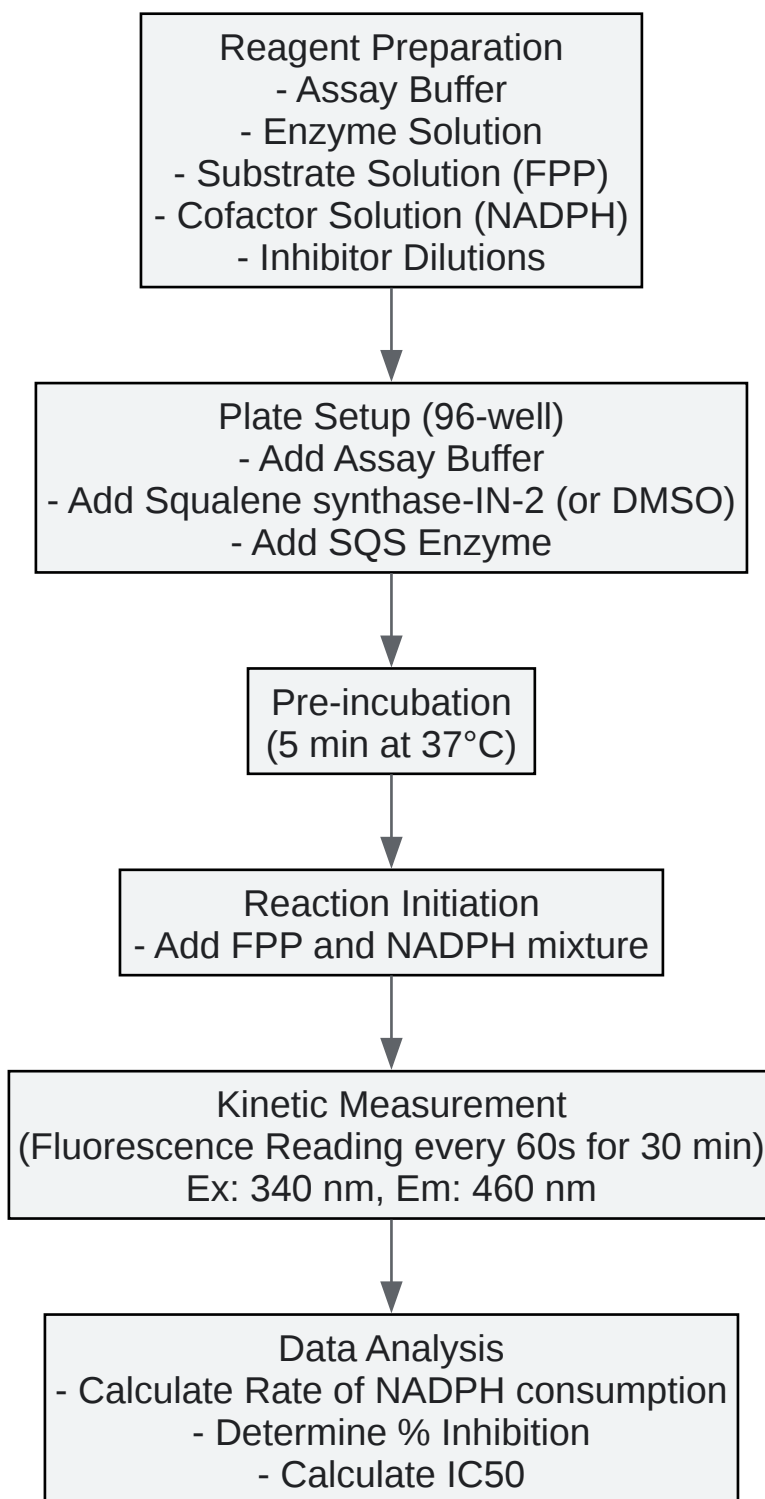 Reagent Preparation
- Assay Buffer
- Enzyme Solution
- Substrate Solution (FPP)
- Cofactor Solution (NADPH)
- Inhibitor Dilutions
Plate Setup (96-well)
- Add Assay Buffer
- Add Squalene synthase-IN-2 (or DMSO)
- Add SQS Enzyme
Pre-incubation
(5 min at 37°C)
Reaction Initiation
- Add FPP and NADPH mixture
Kinetic Measurement
(Fluorescence Reading every 60s for 30 min)
Ex: 340 nm, Em: 460 nm
Data Analysis
- Calculate Rate of NADPH consumption
- Determine % Inhibition
- Calculate IC50